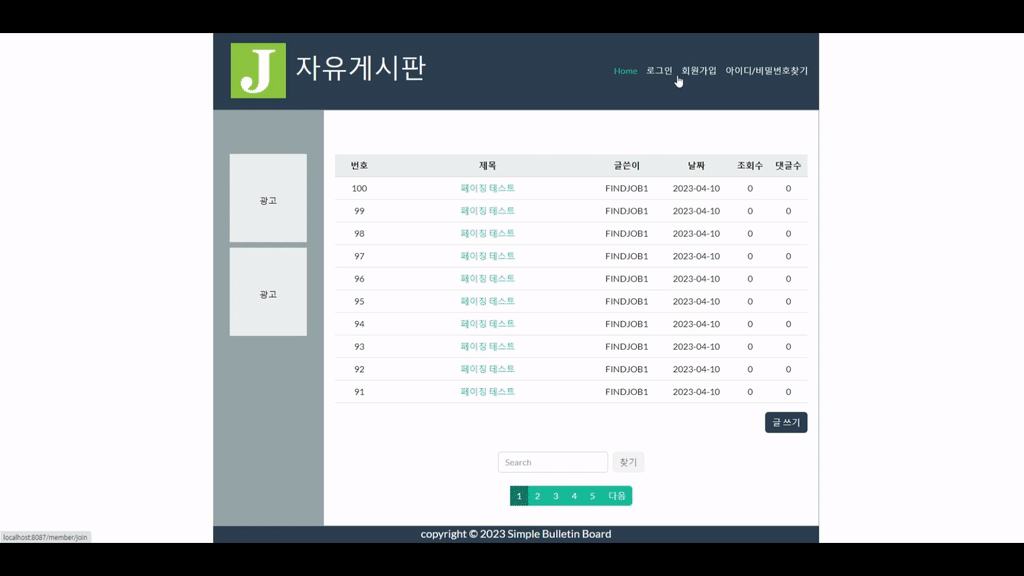 J 자유게시판
Home 로그인 회원가입 아이디/비밀번호찾기
광고
광고
번호 제목 글쓴이 날짜 조회수 댓글수
100 페이징 테스트 FINDJOB1 2023-04-10 0 0
99 페이징 테스트 FINDJOB1 2023-04-10 0 0
98 페이징 테스트 FINDJOB1 2023-04-10 0 0
97 페이징 테스트 FINDJOB1 2023-04-10 0 0
96 페이징 테스트 FINDJOB1 2023-04-10 0 0
95 페이징 테스트 FINDJOB1 2023-04-10 0 0
94 페이징 테스트 FINDJOB1 2023-04-10 0 0
93 페이징 테스트 FINDJOB1 2023-04-10 0 0
92 페이징 테스트 FINDJOB1 2023-04-10 0 0
91 페이징 테스트 FINDJOB1 2023-04-10 0 0
글 쓰기
Search 찾기
1 2 3 4 5 다음
copyright © 2023 Simple Bulletin Board
localhost:8087/member/join